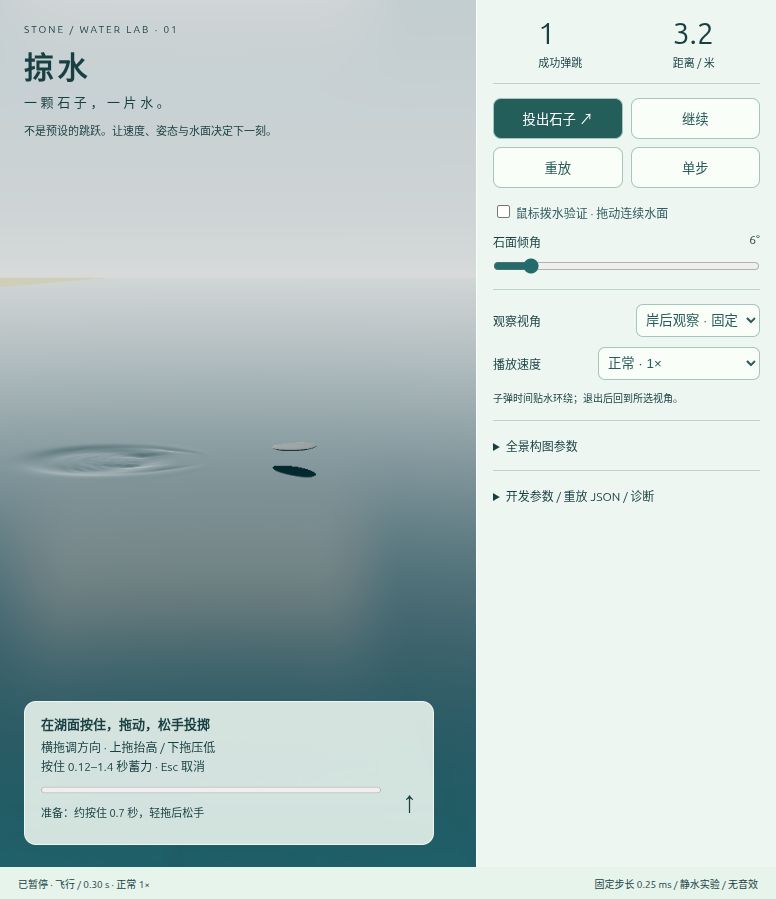 STONE / WATER LAB · 01
掠水
一颗石子，一片水。
不是预设的跳跃。让速度、姿态与水面决定下一刻。
1
成功弹跳
3.2
距离 / 米
投出石子 ↗
继续
重放
单步
鼠标拨水验证 · 拖动连续水面
石面倾角
6°
观察视角
岸后观察 · 固定
播放速度
正常 · 1×
子弹时间贴水环绕；退出后回到所选视角。
▶ 全景构图参数
▶ 开发参数 / 重放 JSON / 诊断
在湖面按住，拖动，松手投掷
横拖调方向 · 上拖抬高 / 下拖压低
按住 0.12–1.4 秒蓄力 · Esc 取消
↑
准备：约按住 0.7 秒，轻拖后松手
已暂停 · 飞行 / 0.30 s · 正常 1×
固定步长 0.25 ms / 静水实验 / 无音效